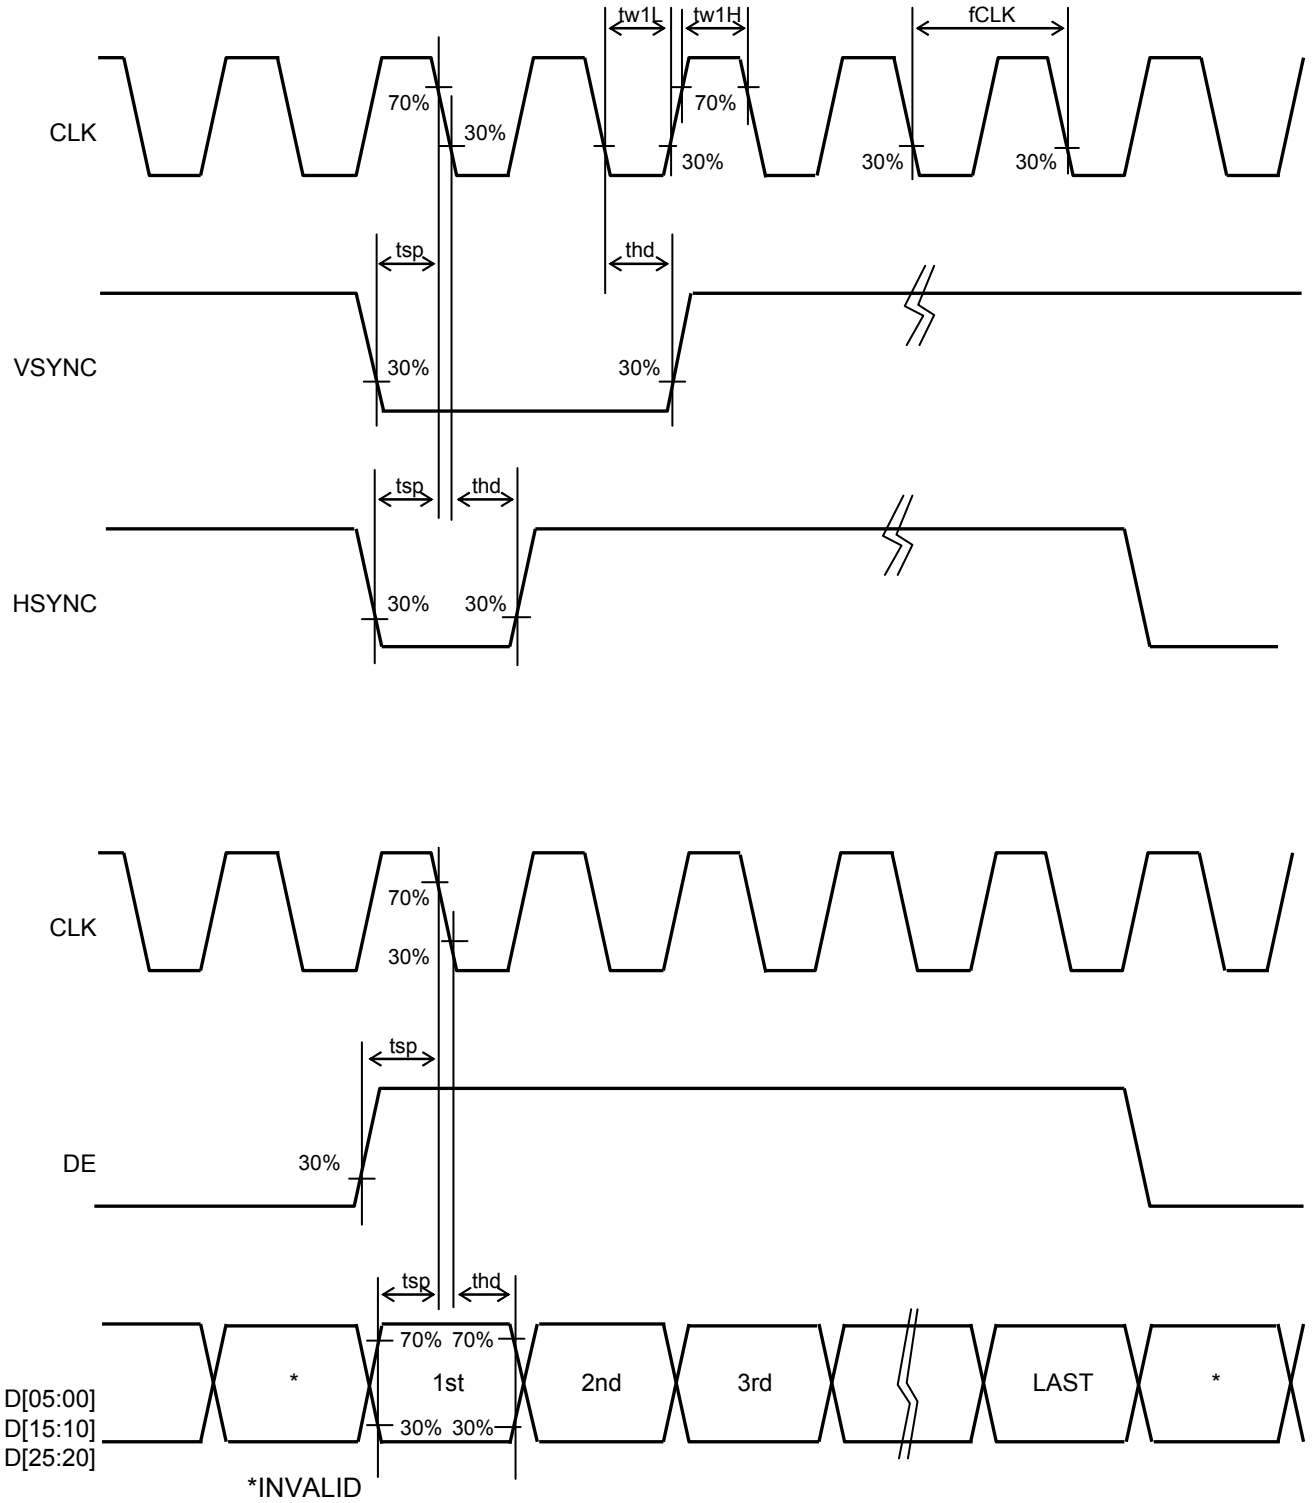 tw1L tw1H fCLK
70%
70%
CLK
30%
30%
30%
30%
tsp
thd
VSYNC
30%
30%
tsp
thd
HSYNC
30%
30%
CLK
70%
30%
tsp
DE
30%
tsp
thd
70% 70%
* 1st 2nd 3rd LAST *
D[05:00]
D[15:10]
30% 30%
D[25:20]
*INVALID